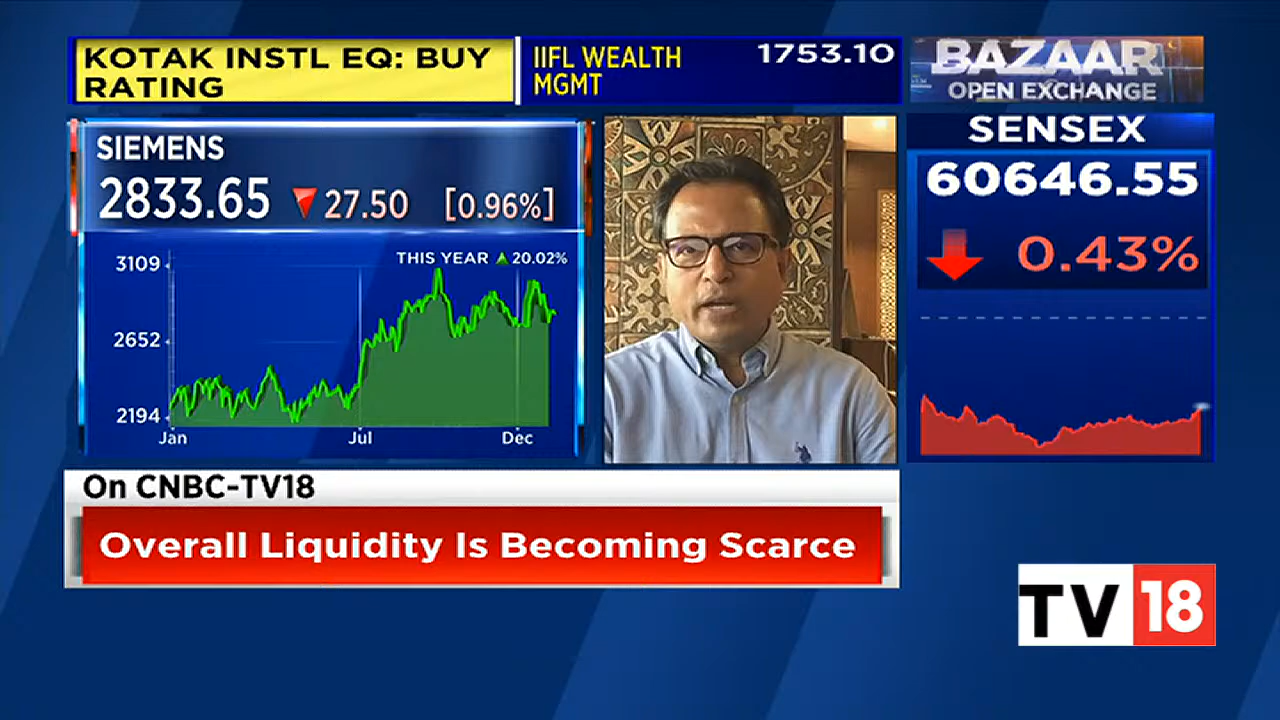 KOTAK INSTL EQ: BUY
RATING
IIFL WEALTH
MGMT
1753.10
BAZAAR
OPEN EXCHANGE
SIEMENS
2833.65 27.50 [0.96%]
THIS YEAR 20.02%
3109
2652
2194
Jan Jul Dec
SENSEX
60646.55
0.43%
On CNBC-TV18
Overall Liquidity Is Becoming Scarce
TV18